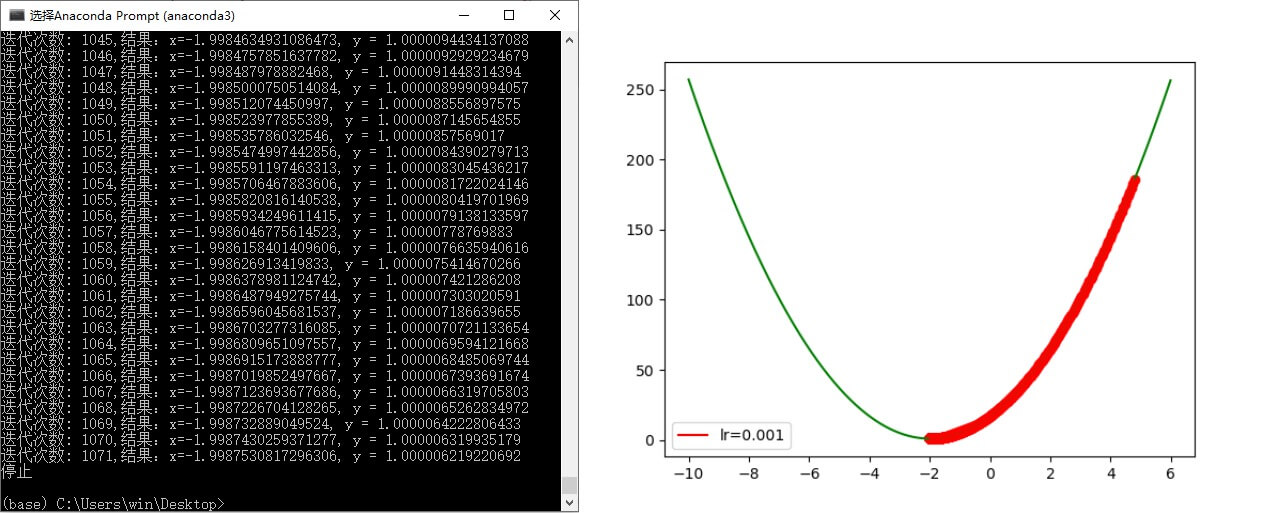 选择Anaconda Prompt (anaconda3)
迭代次数: 1045,结果：x=-1.9984634931086473, y = 1.0000094434137088
迭代次数: 1046,结果：x=-1.9984757851637782, y = 1.0000092929234679
迭代次数: 1047,结果：x=-1.998487978882468, y = 1.0000091448314394
迭代次数: 1048,结果：x=-1.9985000750514084, y = 1.0000089990994057
迭代次数: 1049,结果：x=-1.998512074450997, y = 1.0000088556897575
迭代次数: 1050,结果：x=-1.998523977855389, y = 1.000087145654855
迭代次数: 1051,结果：x=-1.998535786032546, y = 1.00000857569017
迭代次数: 1052,结果：x=-1.9985474997442856, y = 1.0000084390279713
迭代次数: 1053,结果：x=-1.9985591197463313, y = 1.0000083045436217
迭代次数: 1054,结果：x=-1.9985706467883606, y = 1.0000081722024146
迭代次数: 1055,结果：x=-1.9985820816140538, y = 1.0000080419701969
迭代次数: 1056,结果：x=-1.9985934249611415, y = 1.0000079138133597
迭代次数: 1057,结果：x=-1.9986046775614523, y = 1.00000778769883
迭代次数: 1058,结果：x=-1.9986158401409606, y = 1.0000076635940616
迭代次数: 1059,结果：x=-1.998626913419833, y = 1.0000075414670266
迭代次数: 1060,结果：x=-1.9986378981124742, y = 1.000007421286208
迭代次数: 1061,结果：x=-1.9986487949275744, y = 1.000007303020591
迭代次数: 1062,结果：x=-1.9986596045681537, y = 1.000007186639655
迭代次数: 1063,结果：x=-1.9986703277316085, y = 1.0000070721133654
迭代次数: 1064,结果：x=-1.9986809651097557, y = 1.0000069594121668
迭代次数: 1065,结果：x=-1.9986915173888777, y = 1.0000068485069744
迭代次数: 1066,结果：x=-1.9987019852497667, y = 1.0000067393691674
迭代次数: 1067,结果：x=-1.9987123693677686, y = 1.0000066319705803
迭代次数: 1068,结果：x=-1.9987226704128265, y = 1.0000065262834972
迭代次数: 1069,结果：x=-1.998732889049524, y = 1.0000064222806433
迭代次数: 1070,结果：x=-1.9987430259371277, y = 1.000006319935179
迭代次数: 1071,结果：x=-1.9987530817296306, y = 1.000006219220692
停止
(base) C:\Users\win\Desktop>
250
200
150
100
50
0
lr=0.001
−10 −8 −6 −4 −2 0 2 4 6